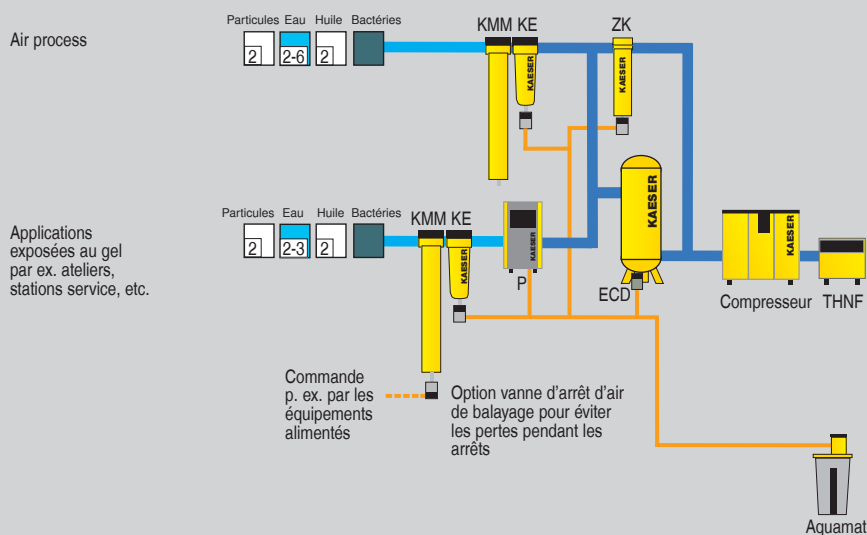 Particules Eau Huile Bactéries
KMM KE ZK
Air process
2 2-6 2
KAESER
KAESER
Particules Eau Huile Bactéries
KMM KE
Applications
exposées au gel
par ex. ateliers,
stations service, etc.
2 2-3 2
KAESER
KAESER
KAESER
KAESER
P
ECD
Compresseur THNF
Commande
p. ex. par les
équipements
alimentés
Option vanne d'arrêt d'air
de balayage pour éviter
les pertes pendant les
arrêts
Aquamat